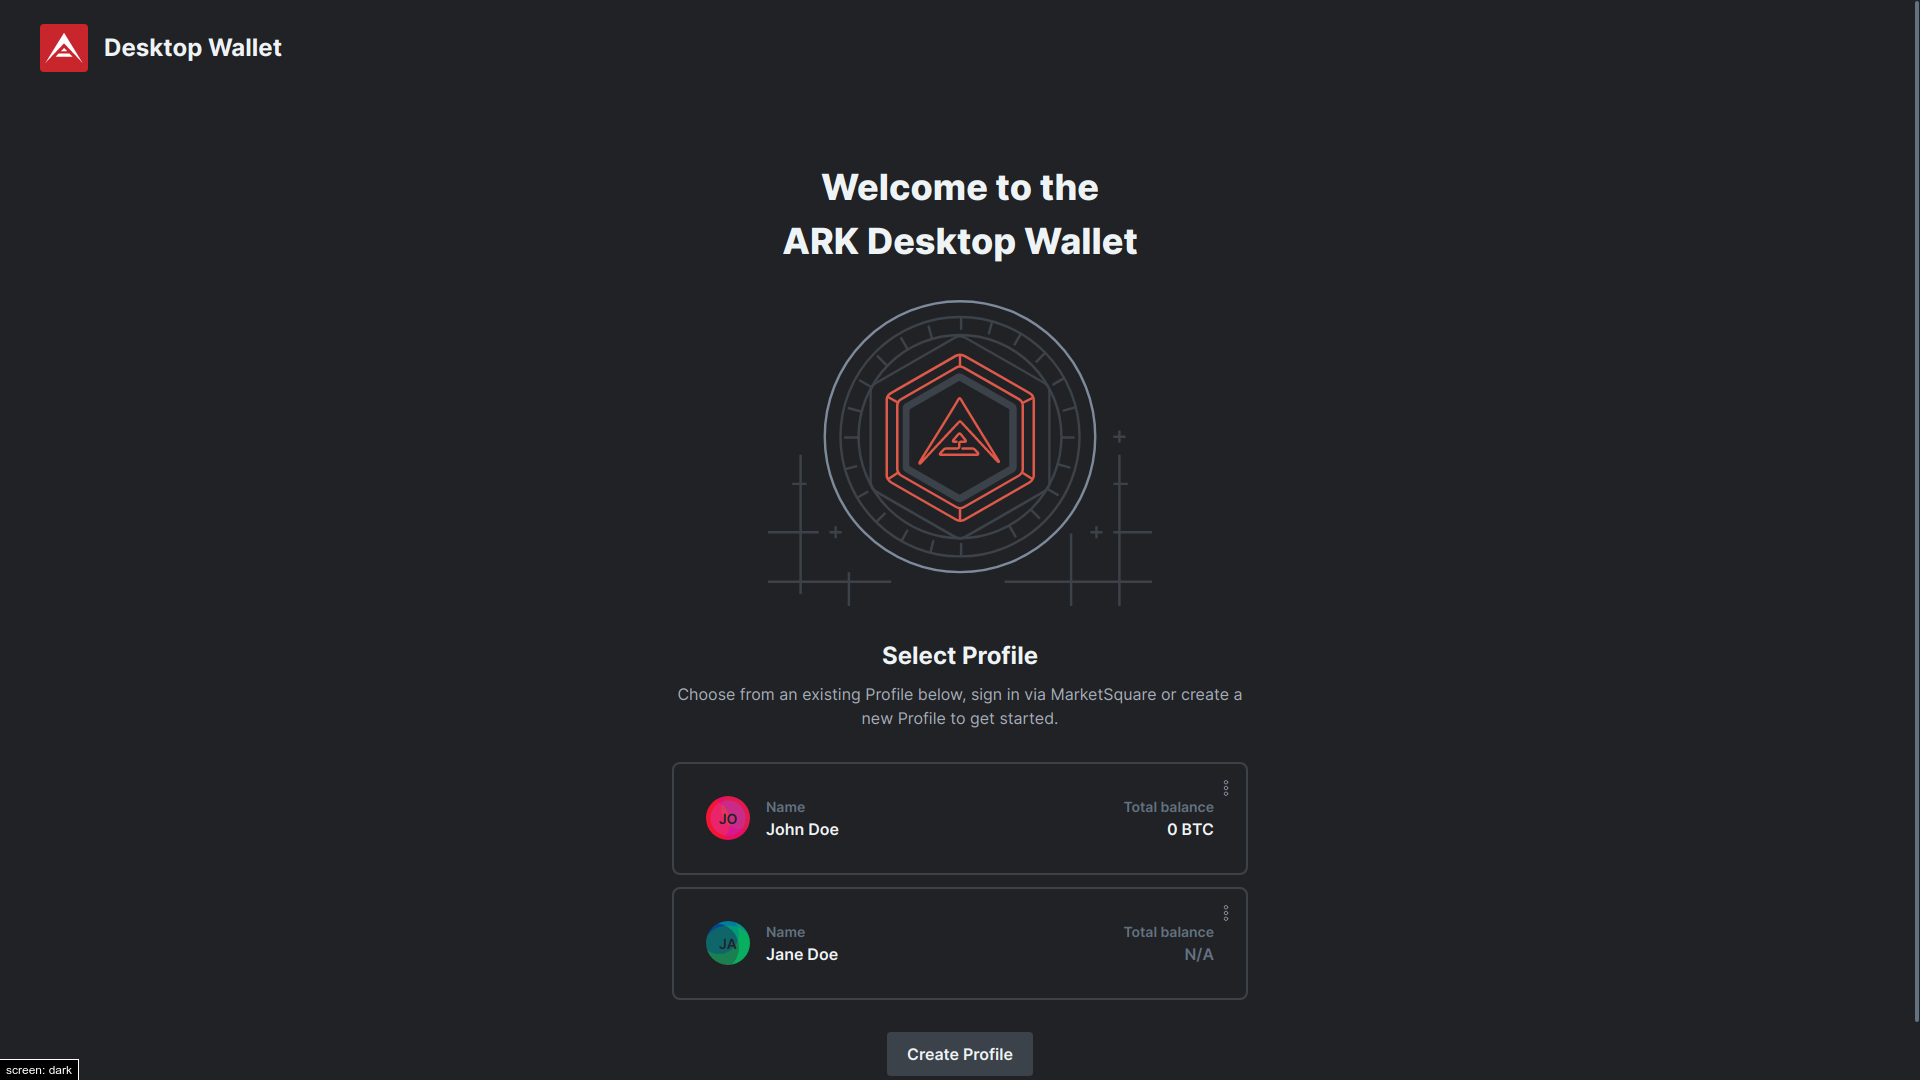 Desktop Wallet
Welcome to the
ARK Desktop Wallet
Select Profile
Choose from an existing Profile below, sign in via MarketSquare or create a
new Profile to get started.
JO
Name
John Doe
Total balance
0 BTC
JA
Name
Jane Doe
Total balance
N/A
Create Profile
screen: dark